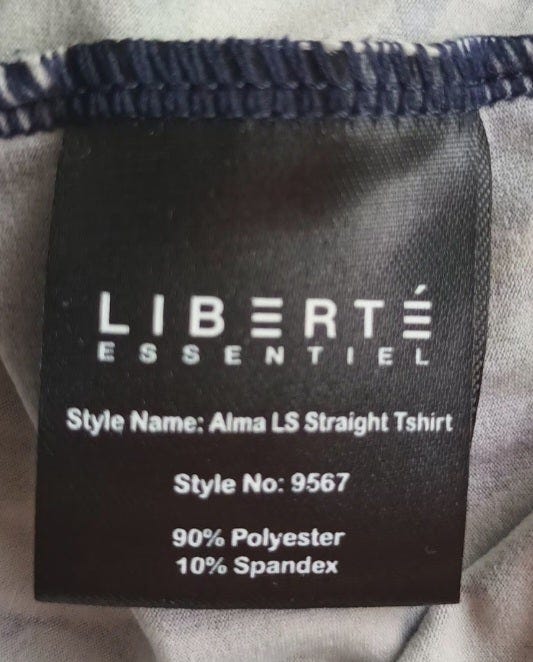 LIBERTÉ
ESSENTIEL
Style Name: Alma LS Straight Tshirt
Style No: 9567
90% Polyester
10% Spandex